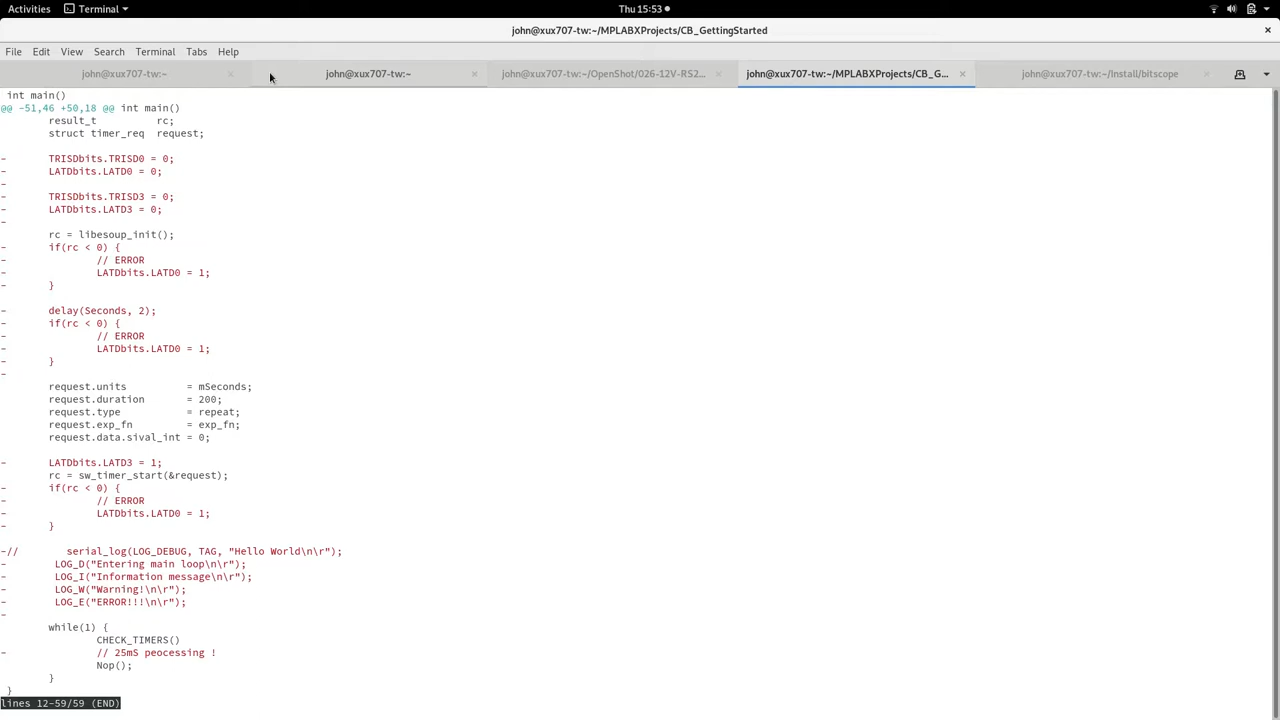 Activities Terminal Thu 15:53
john@xux707-tw:~/MPLABXProjects/CB_GettingStarted
File Edit View Search Terminal Tabs Help
john@xux707-tw:~ john@xux707-tw:~ john@xux707-tw:~/OpenShot/026-12V-RS2... john@xux707-tw:~/MPLABXProjects/CB_G... john@xux707-tw:~/Install/bitscope
int main()
@@ -51,46 +50,18 @@ int main()
result_t rc;
struct timer_req request;
- TRISDbits.TRISD0 = 0;
- LATDbits.LATD0 = 0;
-
- TRISDbits.TRISD3 = 0;
- LATDbits.LATD3 = 0;
-
rc = libesoup_init();
- if(rc < 0) {
- // ERROR
- LATDbits.LATD0 = 1;
- }
- delay(Seconds, 2);
- if(rc < 0) {
- // ERROR
- LATDbits.LATD0 = 1;
- }
-
request.units = mSeconds;
request.duration = 200;
request.type = repeat;
request.exp_fn = exp_fn;
request.data.sival_int = 0;
- LATDbits.LATD3 = 1;
rc = sw_timer_start(&request);
- if(rc < 0) {
- // ERROR
- LATDbits.LATD0 = 1;
- }
-// serial_log(LOG_DEBUG, TAG, "Hello World\n\r");
- LOG_D("Entering main loop\n\r");
- LOG_I("Information message\n\r");
- LOG_W("Warning!\n\r");
- LOG_E("ERROR!!!\n\r");
-
while(1) {
CHECK_TIMERS()
- // 25mS peocessing !
Nop();
}
}
lines 12-59/59 (END)